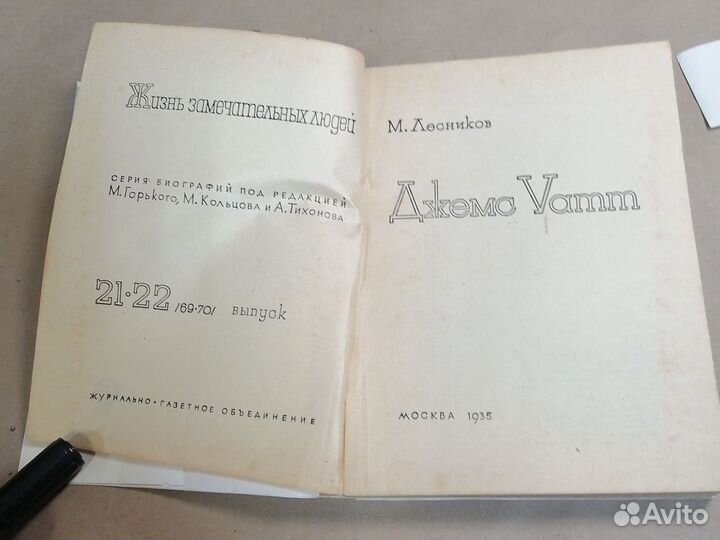 Жизнь замечательных людей
СЕРИЯ БИОГРАФИЙ ПОД РЕДАКЦИЕЙ
М. Горького, М. Кольцова и А. Тихонова
21·22 /69·70/ выпуск
ЖУРНАЛЬНО · ГАЗЕТНОЕ ОБЪЕДИНЕНИЕ
М. Лесников
Джемс Уатт
МОСКВА 1935
Avito